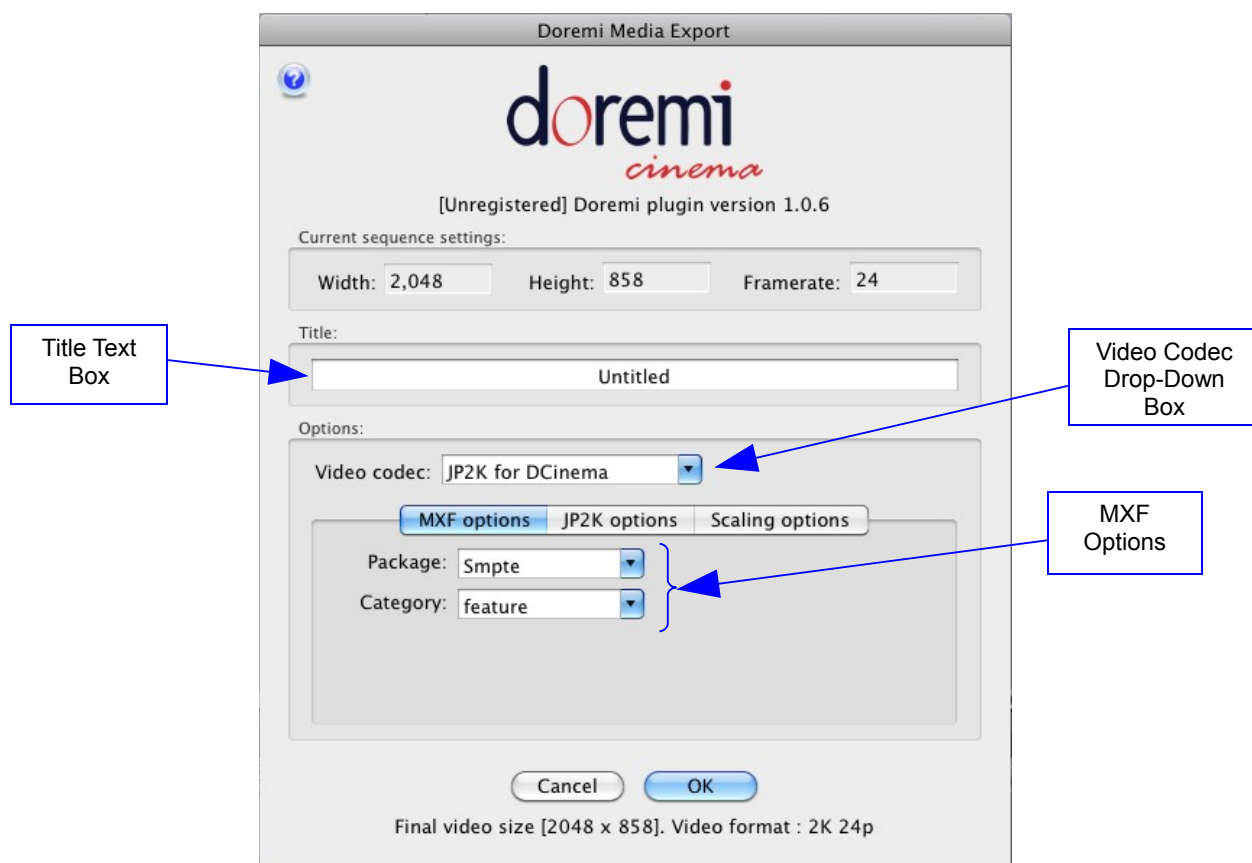 Doremi Media Export
?
doremi
cinema
[Unregistered] Doremi plugin version 1.0.6
Current sequence settings:
Width: 2,048 Height: 858 Framerate: 24
Title:
Untitled
Title Text
Box
Video Codec
Drop-Down
Box
Options:
Video codec: JP2K for DCinema
MXF options JP2K options Scaling options
Package: Smpte
Category: feature
MXF
Options
Cancel OK
Final video size [2048 x 858]. Video format : 2K 24p